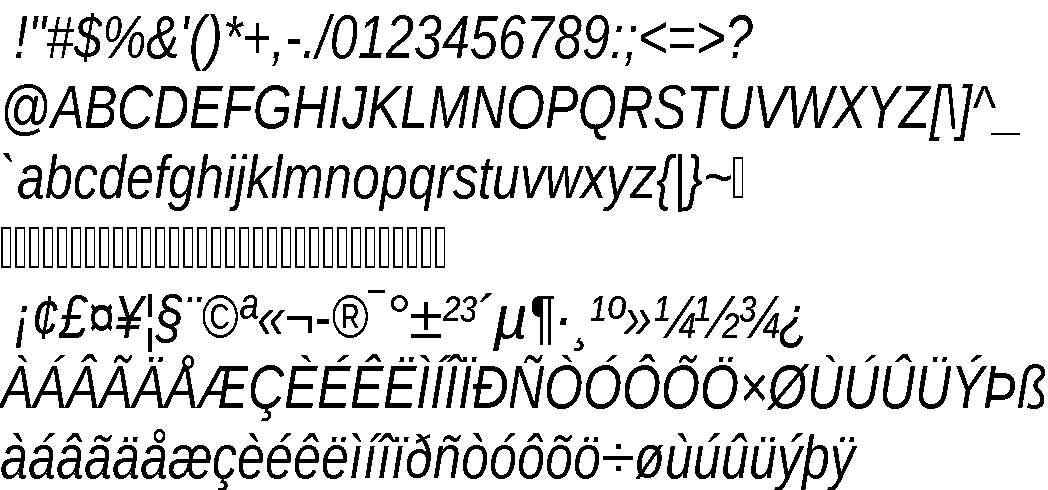 !"#$%&'()*+,-./0123456789:;<=>?
@ABCDEFGHIJKLMNOPQRSTUVWXYZ[\]^_
`abcdefghijklmnopqrstuvwxyz{|}~
¡¢£¤¥¦§¨©ª«¬-®¯°±²³´µ¶·¸¹º»¼½¾¿
ÀÁÂÃÄÅÆÇÈÉÊËÌÍÎÏÐÑÒÓÔÕÖ×ØÙÚÛÜÝÞß
àáâãäåæçèéêëìíîïðñòóôõö÷øùúûüýþÿ